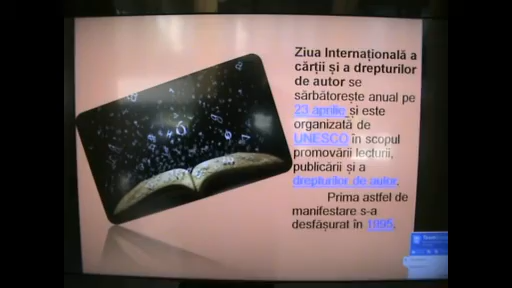 Ziua Internațională a
cărții și a drepturilor
de autor se
sărbătorește anual pe
23 aprilie și este
organizată de
UNESCO în scopul
promovării lecturii,
publicării și a
drepturilor de autor.
Prima astfel de
manifestare s-a
desfășurat în 1895.